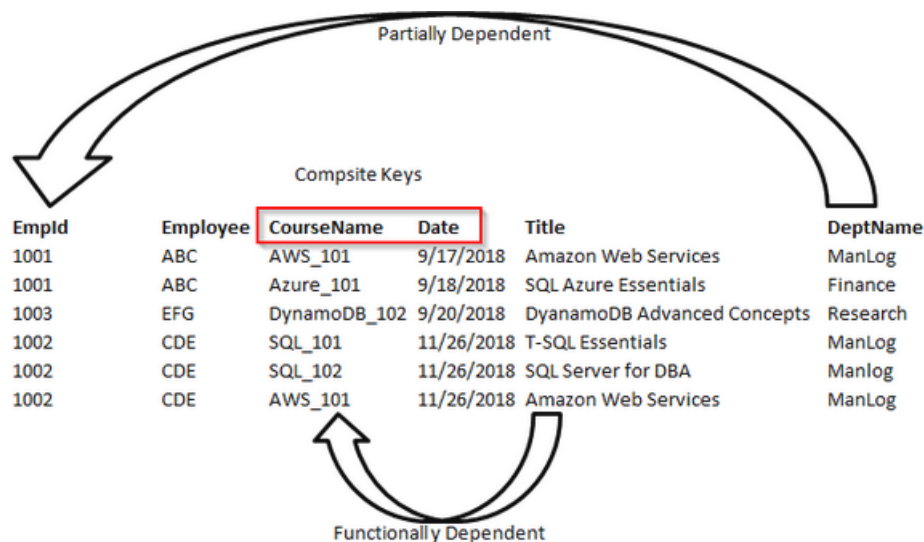 Partially Dependent
Compsite Keys
EmpId Employee CourseName Date Title DeptName
1001 ABC AWS_101 9/17/2018 Amazon Web Services ManLog
1001 ABC Azure_101 9/18/2018 SQL Azure Essentials Finance
1003 EFG DynamoDB_102 9/20/2018 DyanamoDB Advanced Concepts Research
1002 CDE SQL_101 11/26/2018 T-SQL Essentials ManLog
1002 CDE SQL_102 11/26/2018 SQL Server for DBA Manlog
1002 CDE AWS_101 11/26/2018 Amazon Web Services ManLog
Functionally Dependent